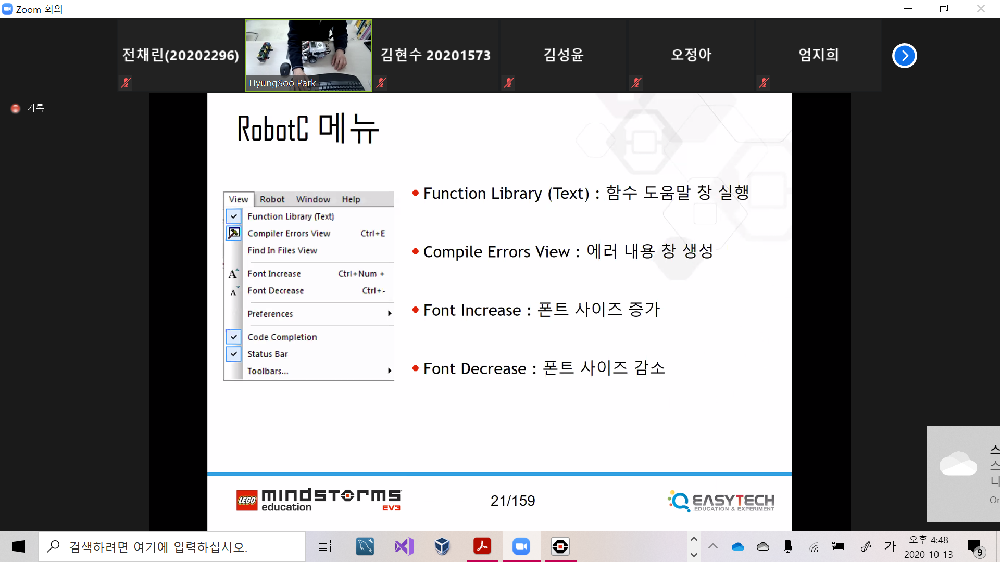 Zoom 회의
전채린(20202296)
HyungSoo Park
김현수 20201573
김성윤
오정아
엄지희
기록
RobotC 메뉴
View Robot Window Help
Function Library (Text)
Compiler Errors View Ctrl+E
Find In Files View
Font Increase Ctrl+Num +
Font Decrease Ctrl+-
Preferences
Code Completion
Status Bar
Toolbars...
Function Library (Text) : 함수 도움말 창 실행
Compile Errors View : 에러 내용 창 생성
Font Increase : 폰트 사이즈 증가
Font Decrease : 폰트 사이즈 감소
LEGO mindstorms
education EV3
21/159
EASYTECH
EDUCATION & EXPERIMENT
검색하려면 여기에 입력하십시오.
가
오후 4:48
2020-10-13
9